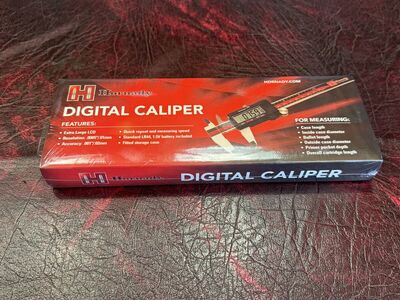 HORNADY.COM
H Hornady
DIGITAL CALIPER
FEATURES:
• Extra Large LCD
• Resolution: .0005"/.01mm
• Accuracy: .001"/.02mm
• Quick repeat and measuring speed
• Standard LR44, 1.5V battery included
• Fitted storage case
FOR MEASURING:
• Case length
• Inside case diameter
• Bullet length
• Outside case diameter
• Primer pocket depth
• Overall cartridge length
H Hornady DIGITAL CALIPER